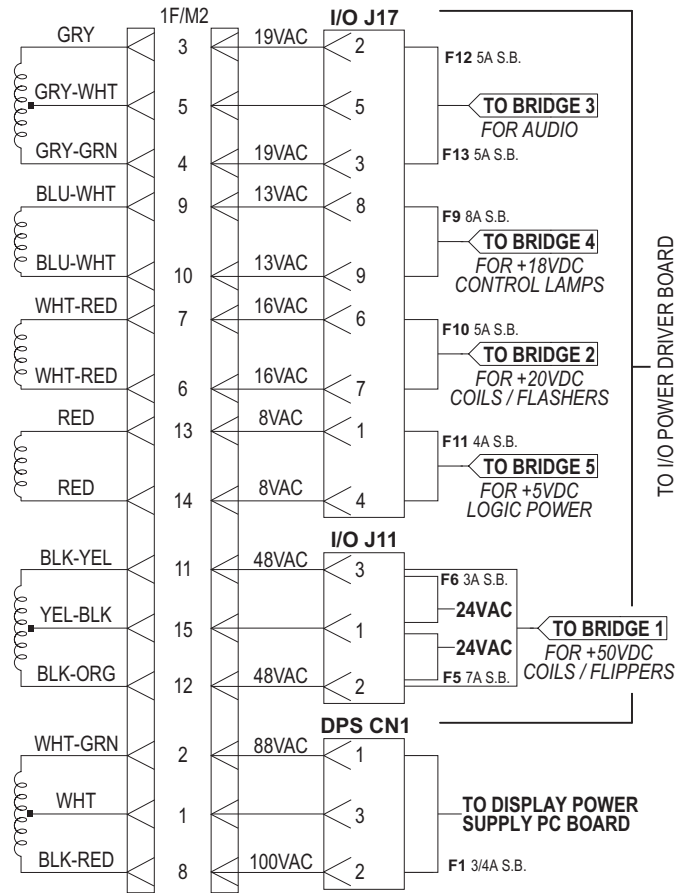 1F/M2 I/O J17
GRY 3 19VAC 2
F12 5A S.B.
GRY-WHT 5 5 TO BRIDGE 3
FOR AUDIO
GRY-GRN 4 19VAC 3 F13 5A S.B.
BLU-WHT 9 13VAC 8
F9 8A S.B.
TO BRIDGE 4
FOR +18VDC
CONTROL LAMPS
BLU-WHT 10 13VAC 9
WHT-RED 7 16VAC 6
F10 5A S.B.
TO BRIDGE 2
FOR +20VDC
COILS / FLASHERS
WHT-RED 6 16VAC 7
RED 13 8VAC 1
F11 4A S.B.
TO BRIDGE 5
FOR +5VDC
LOGIC POWER
RED 14 8VAC 4
I/O J11
BLK-YEL 11 48VAC 3
F6 3A S.B.
24VAC
YEL-BLK 15 1 TO BRIDGE 1
24VAC
FOR +50VDC
COILS / FLIPPERS
BLK-ORG 12 48VAC 2 F5 7A S.B.
TO I/O POWER DRIVER BOARD
DPS CN1
WHT-GRN 2 88VAC 1
WHT 1 3 TO DISPLAY POWER
SUPPLY PC BOARD
BLK-RED 8 100VAC 2 F1 3/4A S.B.